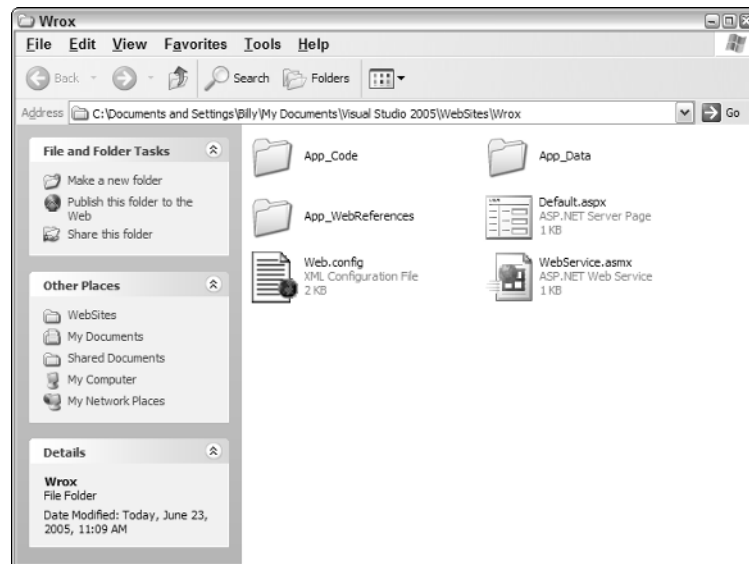 Wrox
File Edit View Favorites Tools Help
Back Search Folders
Address C:\Documents and Settings\Billy\My Documents\Visual Studio 2005\WebSites\Wrox Go
File and Folder Tasks
Make a new folder
Publish this folder to the
Web
Share this folder
Other Places
WebSites
My Documents
Shared Documents
My Computer
My Network Places
Details
Wrox
File Folder
Date Modified: Today, June 23,
2005, 11:09 AM
App_Code
App_Data
App_WebReferences
Default.aspx
ASP.NET Server Page
1 KB
Web.config
XML Configuration File
2 KB
WebService.asmx
ASP.NET Web Service
1 KB